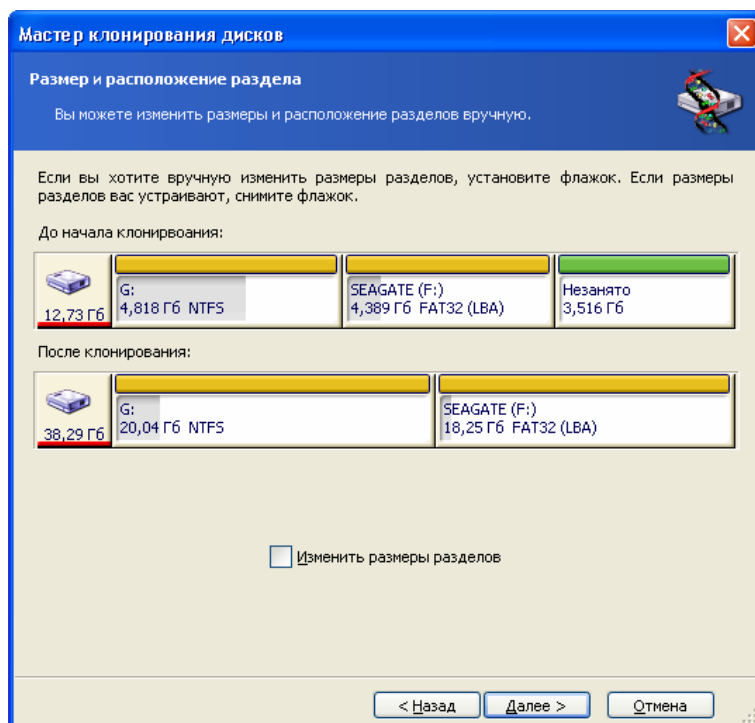 Мастер клонирования дисков
Размер и расположение раздела
Вы можете изменить размеры и расположение разделов вручную.
Если вы хотите вручную изменить размеры разделов, установите флажок. Если размеры
разделов вас устраивают, снимите флажок.
До начала клонирвоания:
12,73 Гб
G:
4,818 Гб NTFS
SEAGATE (F:)
4,389 Гб FAT32 (LBA)
Незанято
3,516 Гб
После клонирования:
38,29 Гб
G:
20,04 Гб NTFS
SEAGATE (F:)
18,25 Гб FAT32 (LBA)
Изменить размеры разделов
< Назад
Далее >
Отмена